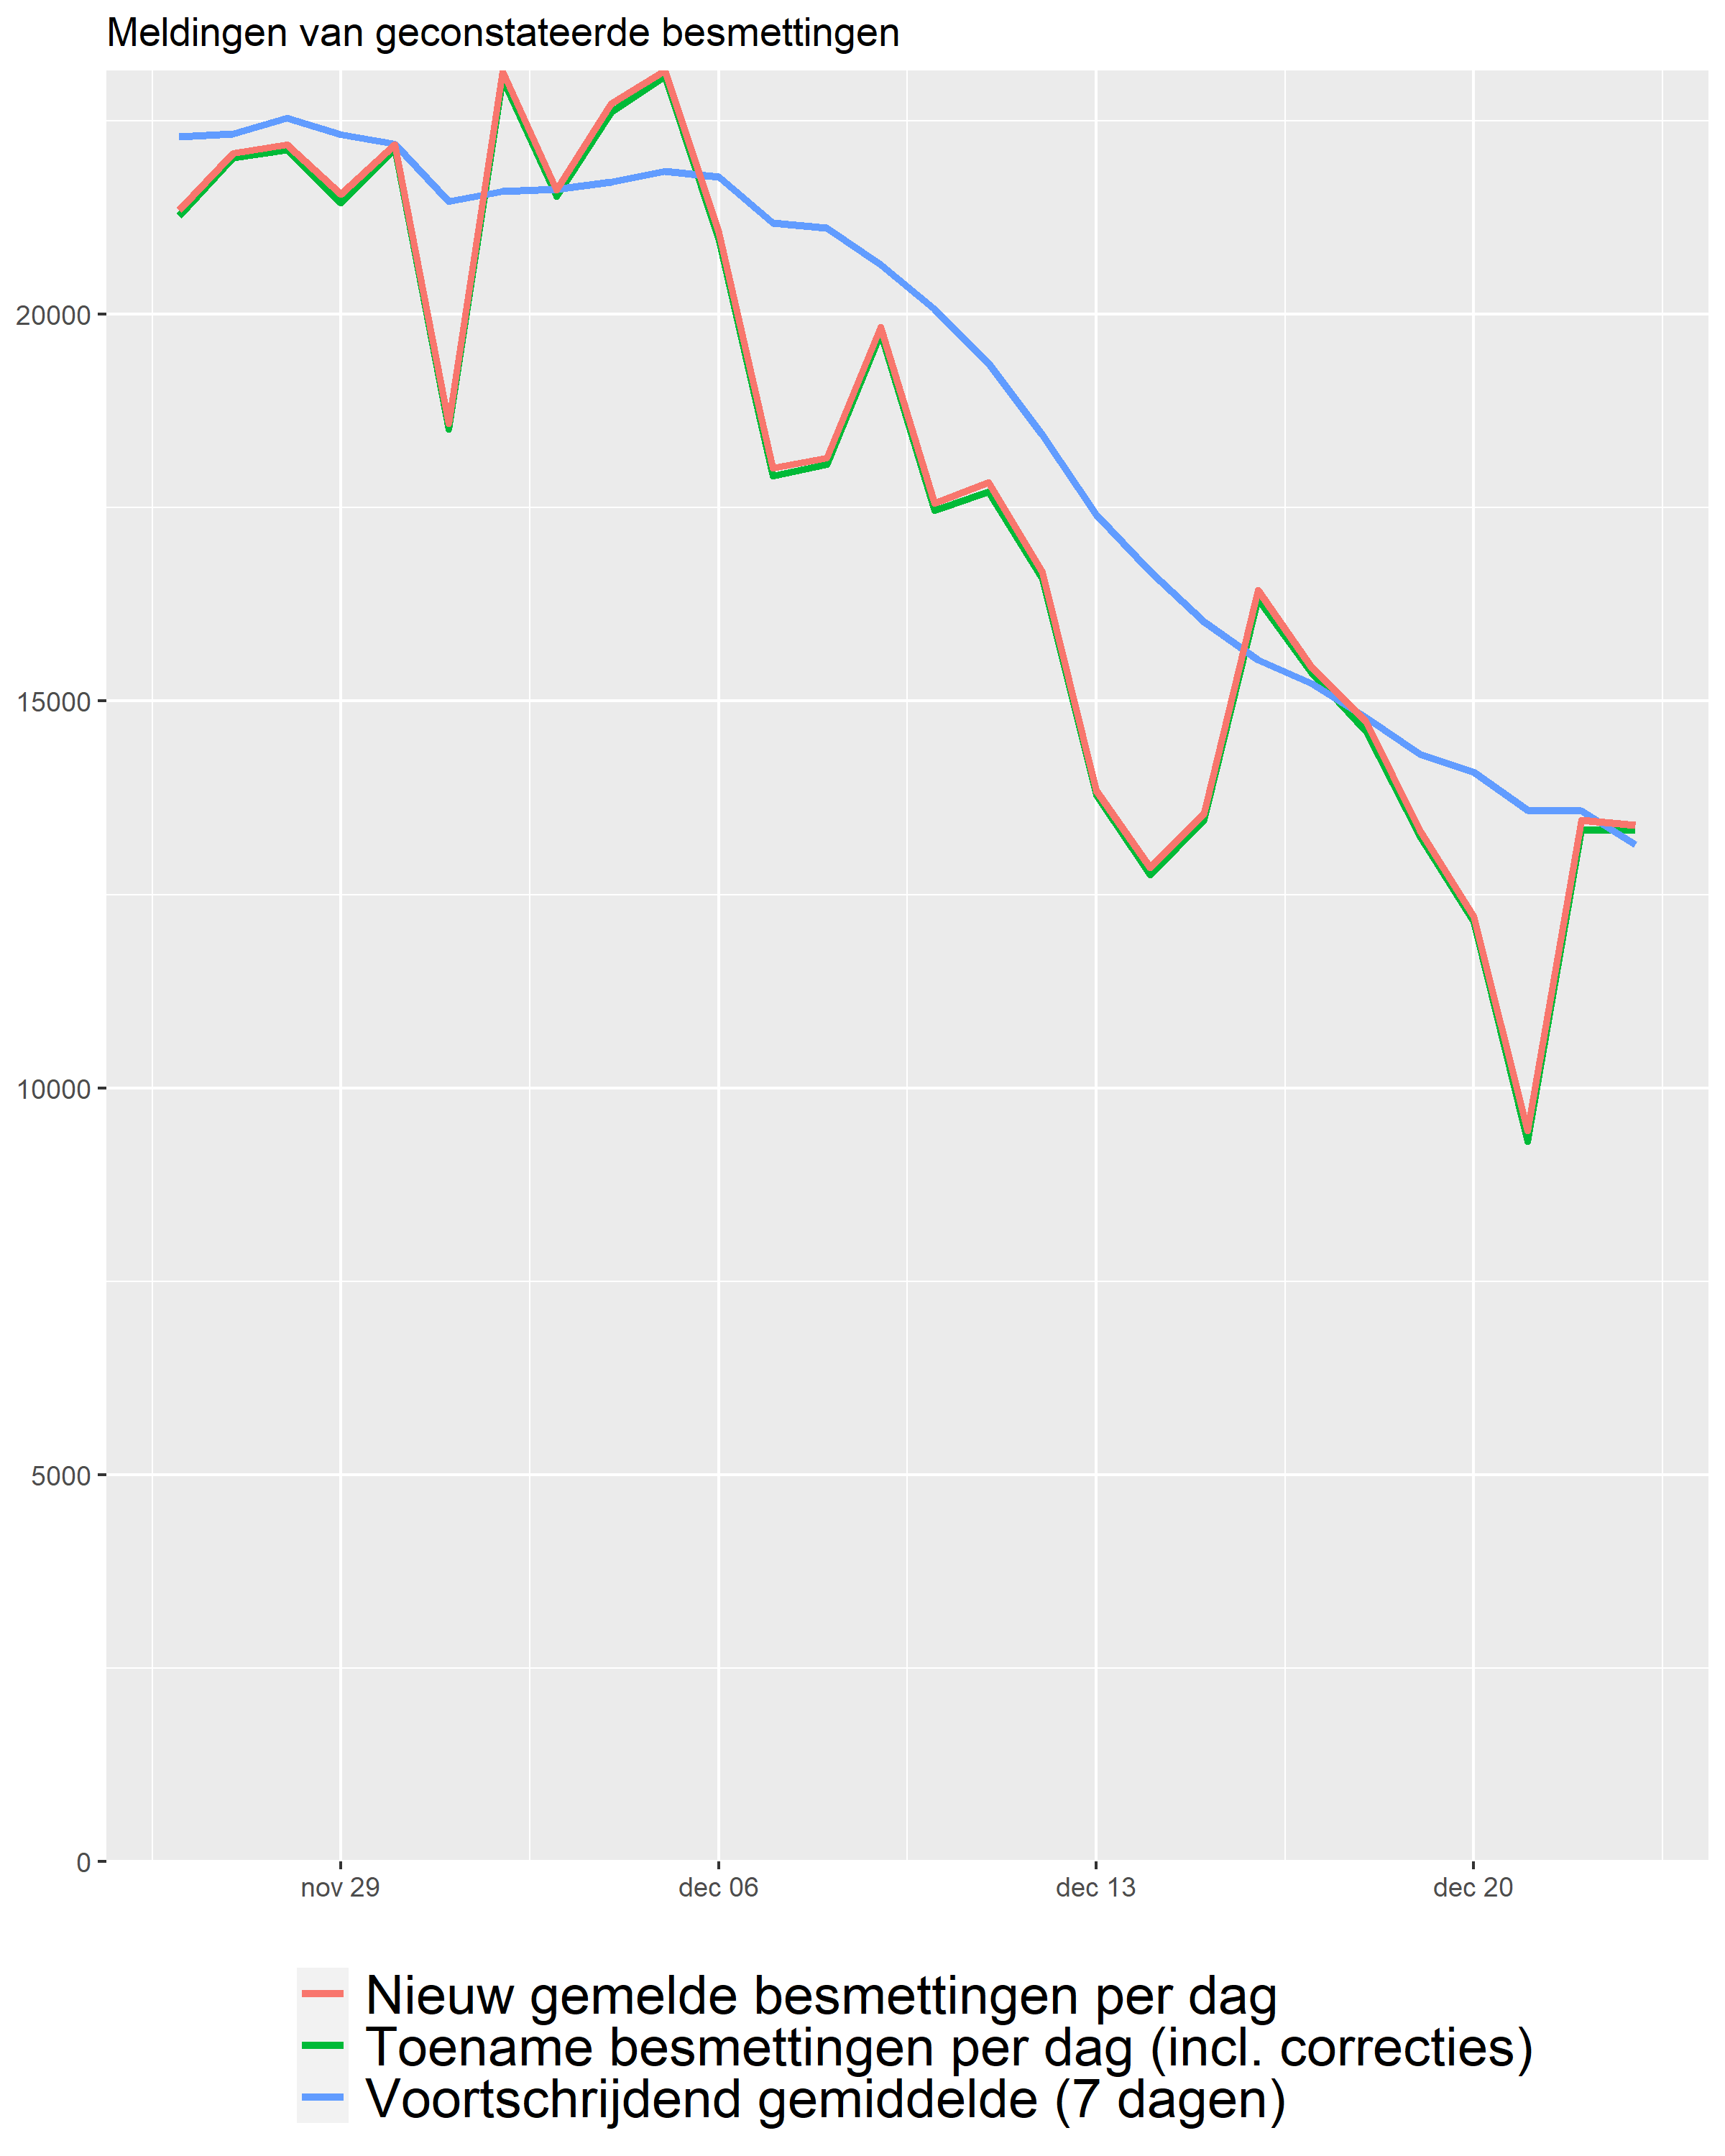 Meldingen van geconstateerde besmettingen
20000
15000
10000
5000
0
nov 29
dec 06
dec 13
dec 20
Nieuw gemelde besmettingen per dag
Toename besmettingen per dag (incl. correcties)
Voortschrijdend gemiddelde (7 dagen)